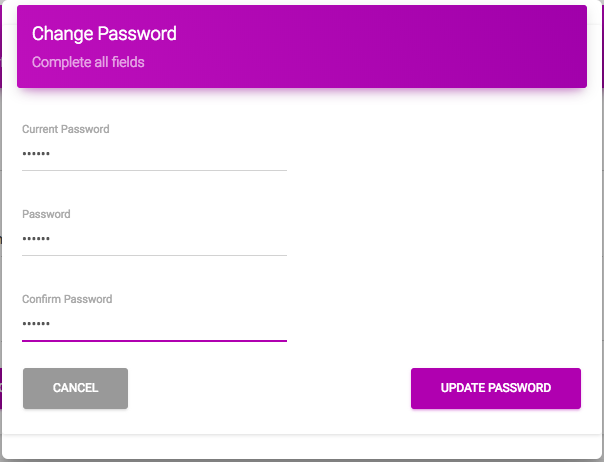 Change Password
Complete all fields
Current Password
••••••
Password
••••••
Confirm Password
••••••
CANCEL
UPDATE PASSWORD